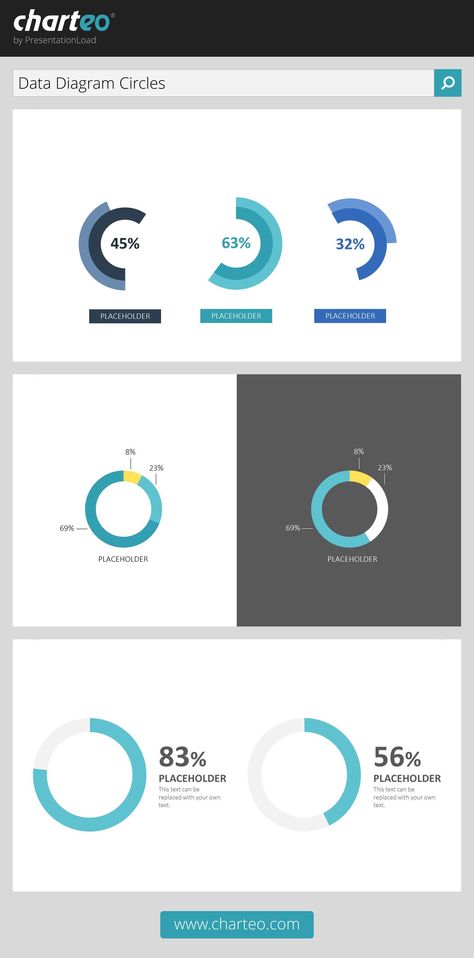 charteo®
by PresentationLoad
Data Diagram Circles
45%
63%
32%
PLACEHOLDER
PLACEHOLDER
PLACEHOLDER
8%
23%
69%
PLACEHOLDER
8%
23%
69%
PLACEHOLDER
83%
PLACEHOLDER
This text can be
replaced with your own
text.
56%
PLACEHOLDER
This text can be
replaced with your own
text.
www.charteo.com